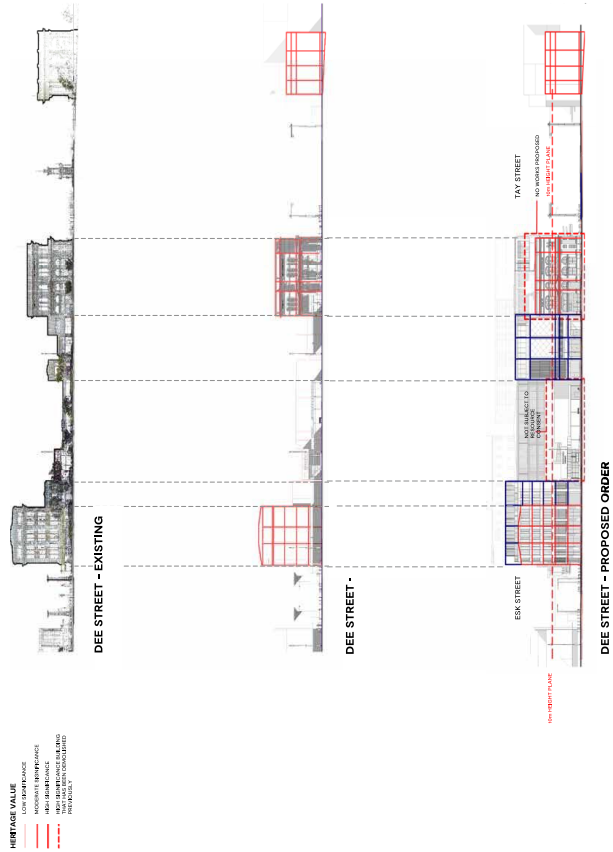 DEE STREET – EXISTING
DEE STREET -
TAY STREET
NO WORKS PROPOSED
10m HEIGHT PLANE
NOT SUBJECT TO
RESOURCE
CONSENT
ESK STREET
10m HEIGHT PLANE
DEE STREET – PROPOSED ORDER
HERITAGE VALUE
LOW SIGNIFICANCE
MODERATE SIGNIFICANCE
HIGH SIGNIFICANCE
HIGH SIGNIFICANCE BUILDING
THAT HAS BEEN DEMOLISHED
PREVIOUSLY